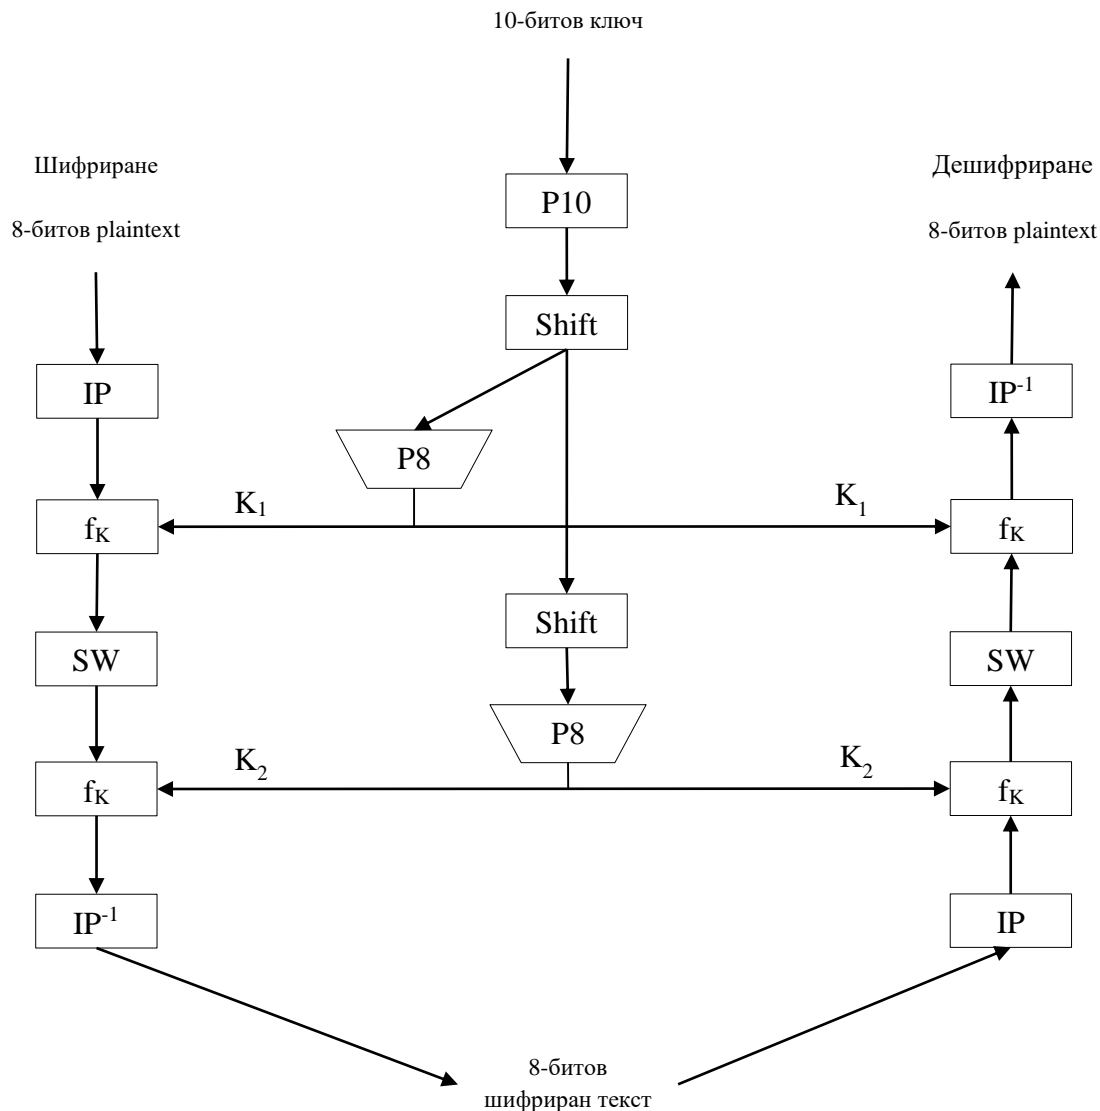 10-битов ключ
Шифриране
Дешифриране
P10
8-битов plaintext
8-битов plaintext
Shift
IP
IP⁻¹
P8
K₁
K₁
fK
fK
Shift
SW
SW
P8
K₂
K₂
fK
fK
IP⁻¹
IP
8-битов
шифриран текст